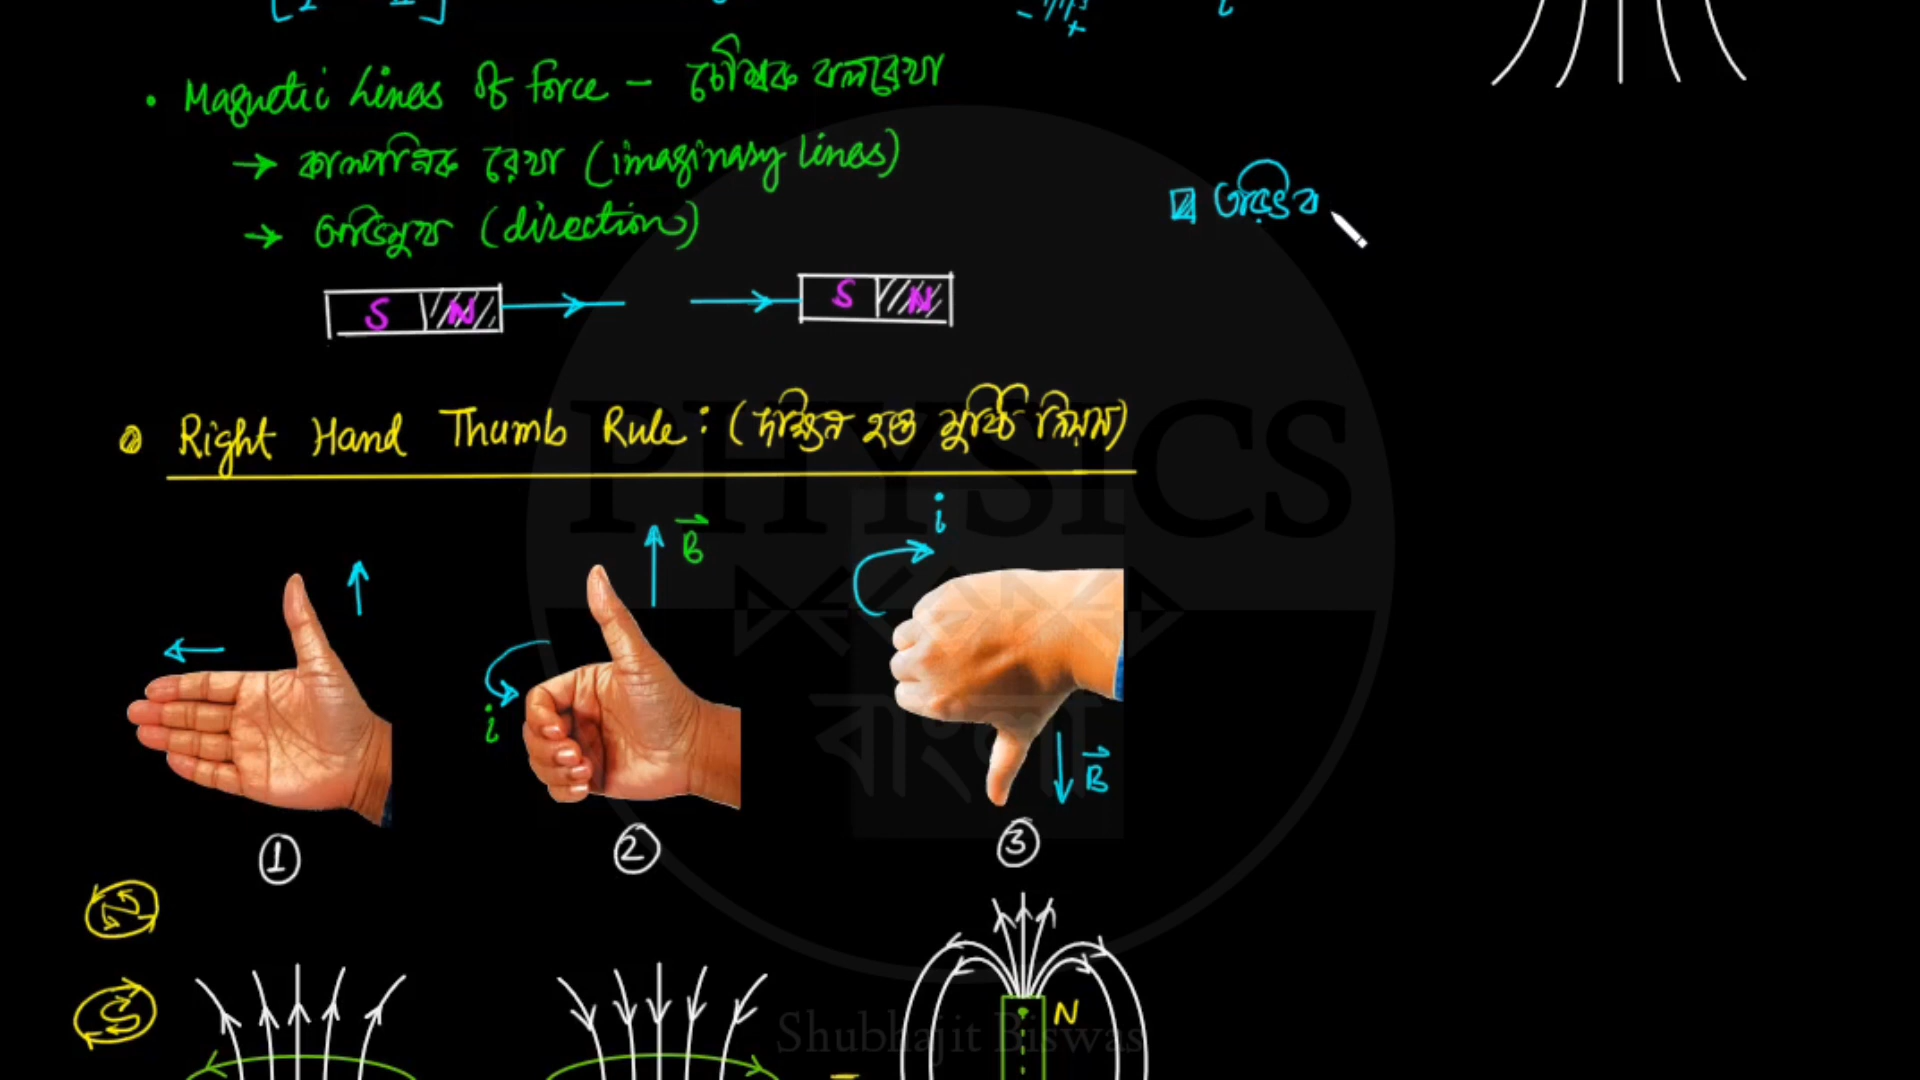 • Magnetic Lines of force – চৌম্বক বলরেখা
→ কাল্পনিক রেখা (imaginary lines)
→ অভিমুখ (direction)
S N
S N
Right Hand Thumb Rule: (দক্ষিণ হস্ত মুষ্টি নিয়ম)
B
i
i
B
1
2
3
N
S
N
তড়িৎ ব
PHYSICS
বাংলা
Shubhajit Biswas